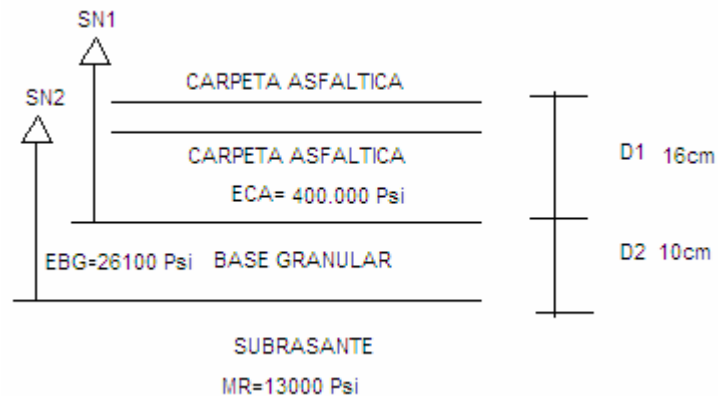 SN1
CARPETA ASFALTICA
SN2
CARPETA ASFALTICA
D1 16cm
ECA= 400.000 Psi
EBG=26100 Psi BASE GRANULAR
D2 10cm
SUBRASANTE
MR=13000 Psi